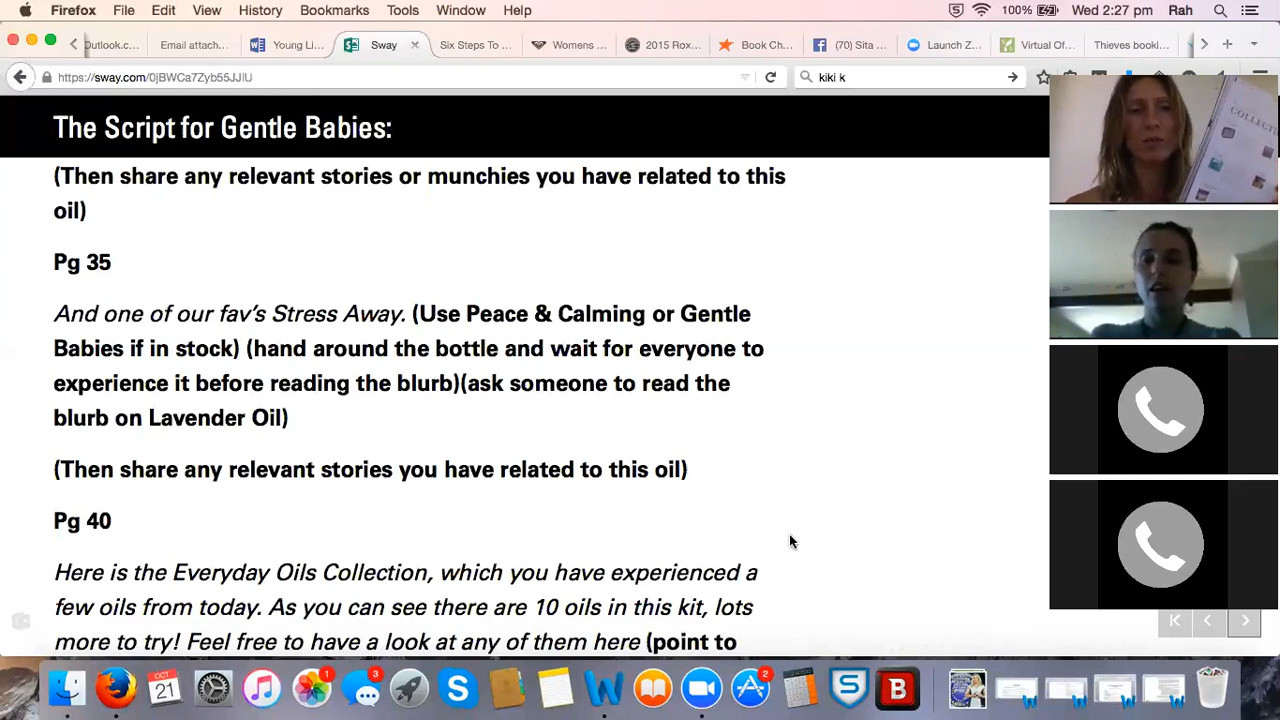 Firefox File Edit View History Bookmarks Tools Window Help 100% Wed 2:27 pm Rah
Outlook.c... Email attach... Young Li... Sway Six Steps To ... Womens ... 2015 Rox... Book Ch... (70) Sita ... Launch Z... Virtual Of... Thieves booki...
https://sway.com/0jBWCa7Zyb55JJIU kiki k
The Script for Gentle Babies:
(Then share any relevant stories or munchies you have related to this
oil)
Pg 35
And one of our fav's Stress Away. (Use Peace & Calming or Gentle
Babies if in stock) (hand around the bottle and wait for everyone to
experience it before reading the blurb)(ask someone to read the
blurb on Lavender Oil)
(Then share any relevant stories you have related to this oil)
Pg 40
Here is the Everyday Oils Collection, which you have experienced a
few oils from today. As you can see there are 10 oils in this kit, lots
more to try! Feel free to have a look at any of them here (point to
OCT
21
1
3
2